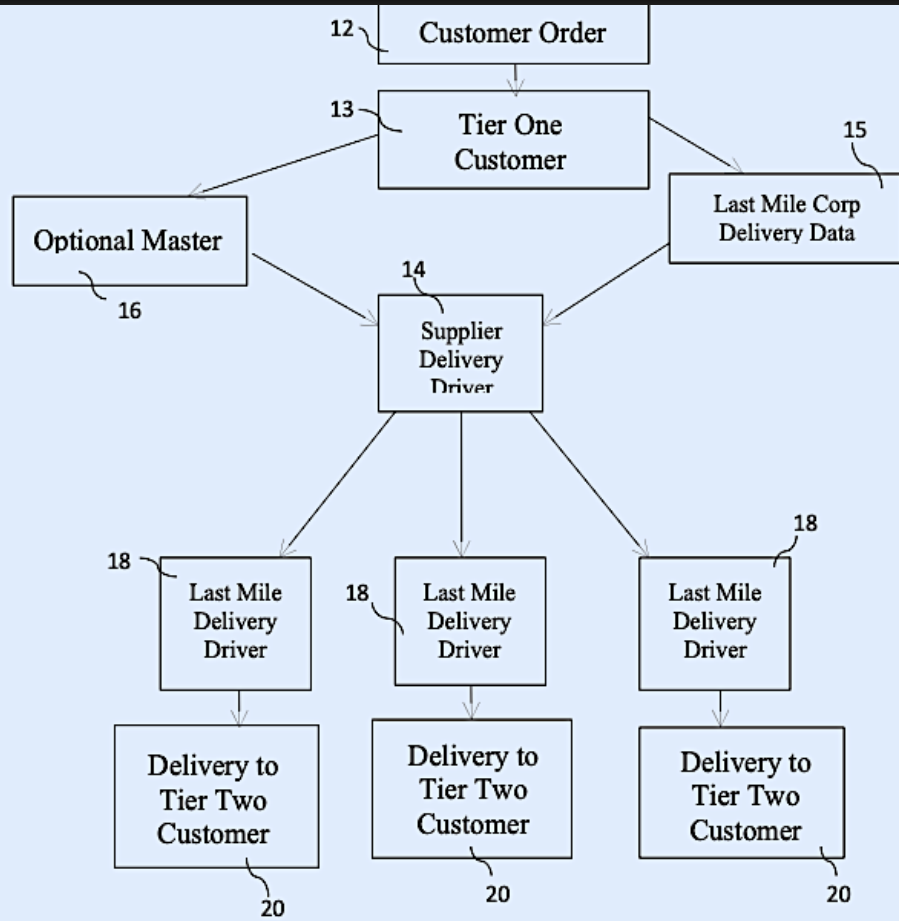 12
Customer Order
13
Tier One
Customer
15
Last Mile Corp
Delivery Data
Optional Master
16
14
Supplier
Delivery
Driver
18
Last Mile
Delivery
Driver
18
Last Mile
Delivery
Driver
18
Last Mile
Delivery
Driver
Delivery to
Tier Two
Customer
20
Delivery to
Tier Two
Customer
20
Delivery to
Tier Two
Customer
20